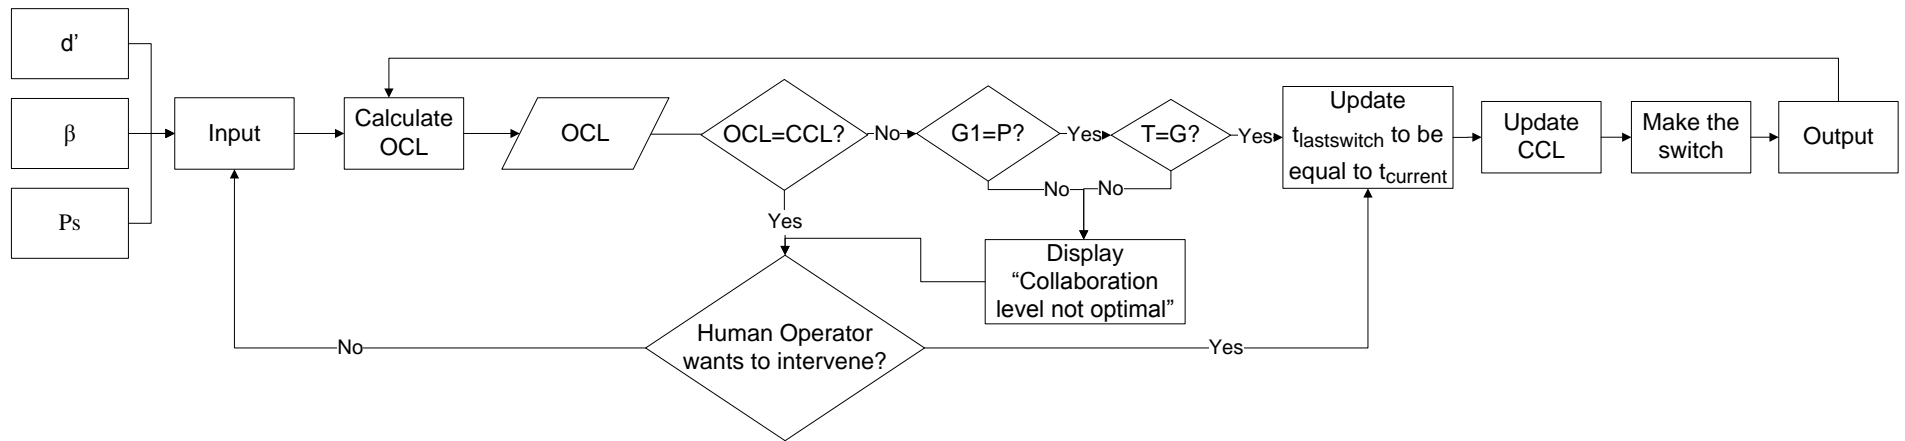 d’
β
Ps
Input
Calculate
OCL
OCL
OCL=CCL?
No
Yes
G1=P?
Yes
No
T=G?
Yes
No
Update
tlastswitch to be
equal to tcurrent
Update
CCL
Make the
switch
Output
Display
“Collaboration
level not optimal”
Human Operator
wants to intervene?
No
Yes